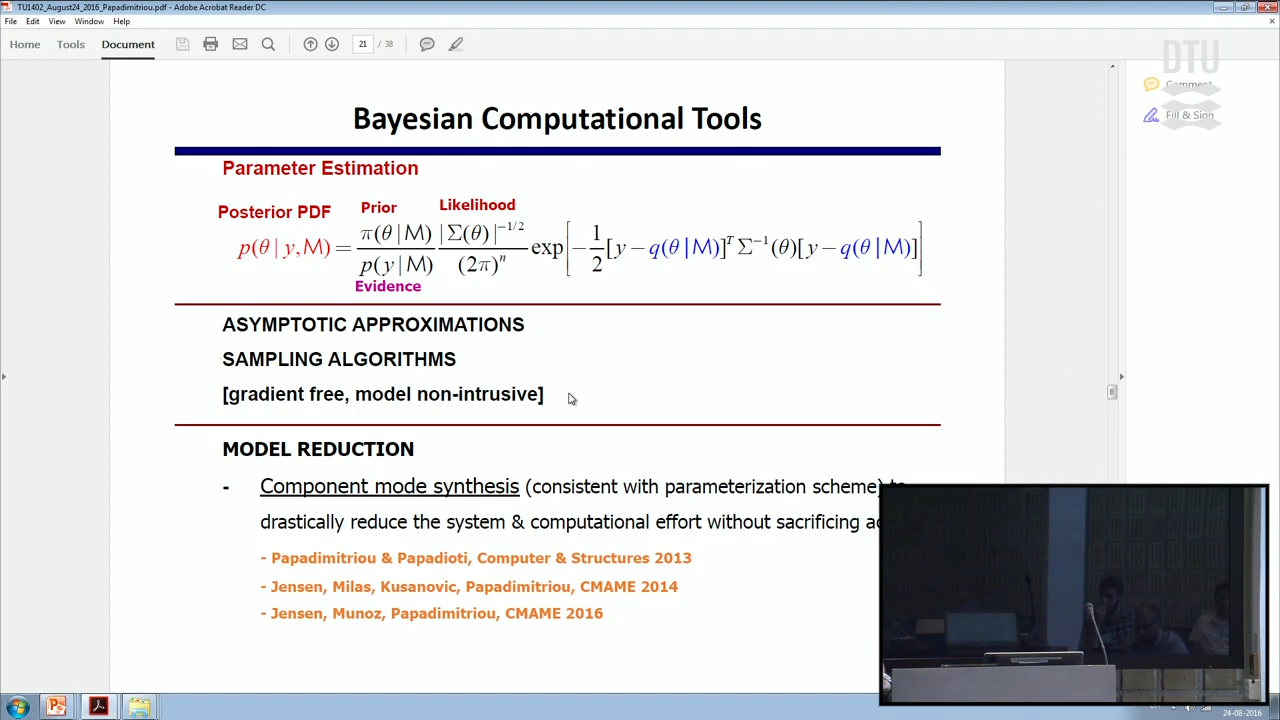 TU1402_August24_2016_Papadimitriou.pdf - Adobe Acrobat Reader DC
File Edit View Window Help
Home Tools Document 21 / 38
DTU
Comment
Fill & Sign
Bayesian Computational Tools
Parameter Estimation
Posterior PDF Prior Likelihood
p(θ | y, M) = π(θ | M) / p(y | M) |Σ(θ)|^{-1/2} / (2π)^n exp[ -1/2 [y − q(θ | M)]^T Σ^{-1}(θ)[y − q(θ | M)] ]
Evidence
ASYMPTOTIC APPROXIMATIONS
SAMPLING ALGORITHMS
[gradient free, model non-intrusive]
MODEL REDUCTION
- Component mode synthesis (consistent with parameterization scheme) to
drastically reduce the system & computational effort without sacrificing
- Papadimitriou & Papadioti, Computer & Structures 2013
- Jensen, Milas, Kusanovic, Papadimitriou, CMAME 2014
- Jensen, Munoz, Papadimitriou, CMAME 2016
24-08-2016